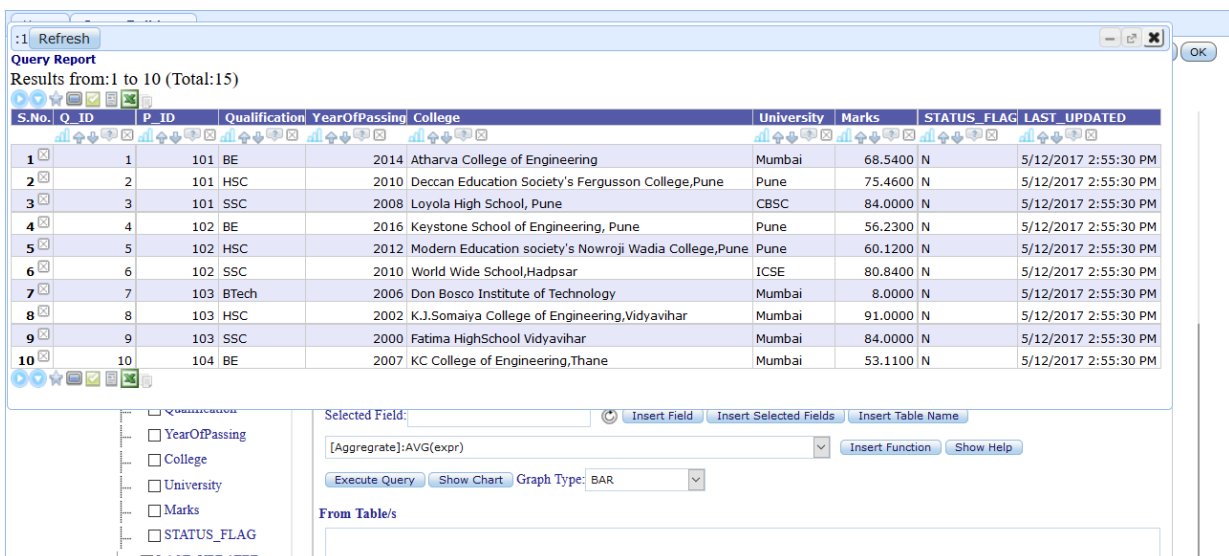 :1 Refresh
OK
Query Report
Results from:1 to 10 (Total:15)
S.No. Q_ID P_ID Qualification YearOfPassing College University Marks STATUS_FLAG LAST_UPDATED
1 1 101 BE 2014 Atharva College of Engineering Mumbai 68.5400 N 5/12/2017 2:55:30 PM
2 2 101 HSC 2010 Deccan Education Society's Fergusson College,Pune Pune 75.4600 N 5/12/2017 2:55:30 PM
3 3 101 SSC 2008 Loyola High School, Pune CBSC 84.0000 N 5/12/2017 2:55:30 PM
4 4 102 BE 2016 Keystone School of Engineering, Pune Pune 56.2300 N 5/12/2017 2:55:30 PM
5 5 102 HSC 2012 Modern Education society's Nowroji Wadia College,Pune Pune 60.1200 N 5/12/2017 2:55:30 PM
6 6 102 SSC 2010 World Wide School,Hadpsar ICSE 80.8400 N 5/12/2017 2:55:30 PM
7 7 103 BTech 2006 Don Bosco Institute of Technology Mumbai 8.0000 N 5/12/2017 2:55:30 PM
8 8 103 HSC 2002 K.J.Somaiya College of Engineering,Vidyavihar Mumbai 91.0000 N 5/12/2017 2:55:30 PM
9 9 103 SSC 2000 Fatima HighSchool Vidyavihar Mumbai 84.0000 N 5/12/2017 2:55:30 PM
10 10 104 BE 2007 KC College of Engineering,Thane Mumbai 53.1100 N 5/12/2017 2:55:30 PM
Qualification
YearOfPassing
College
University
Marks
STATUS_FLAG
Selected Field: Insert Field Insert Selected Fields Insert Table Name
[Aggregrate]:AVG(expr) Insert Function Show Help
Execute Query Show Chart Graph Type: BAR
From Table/s